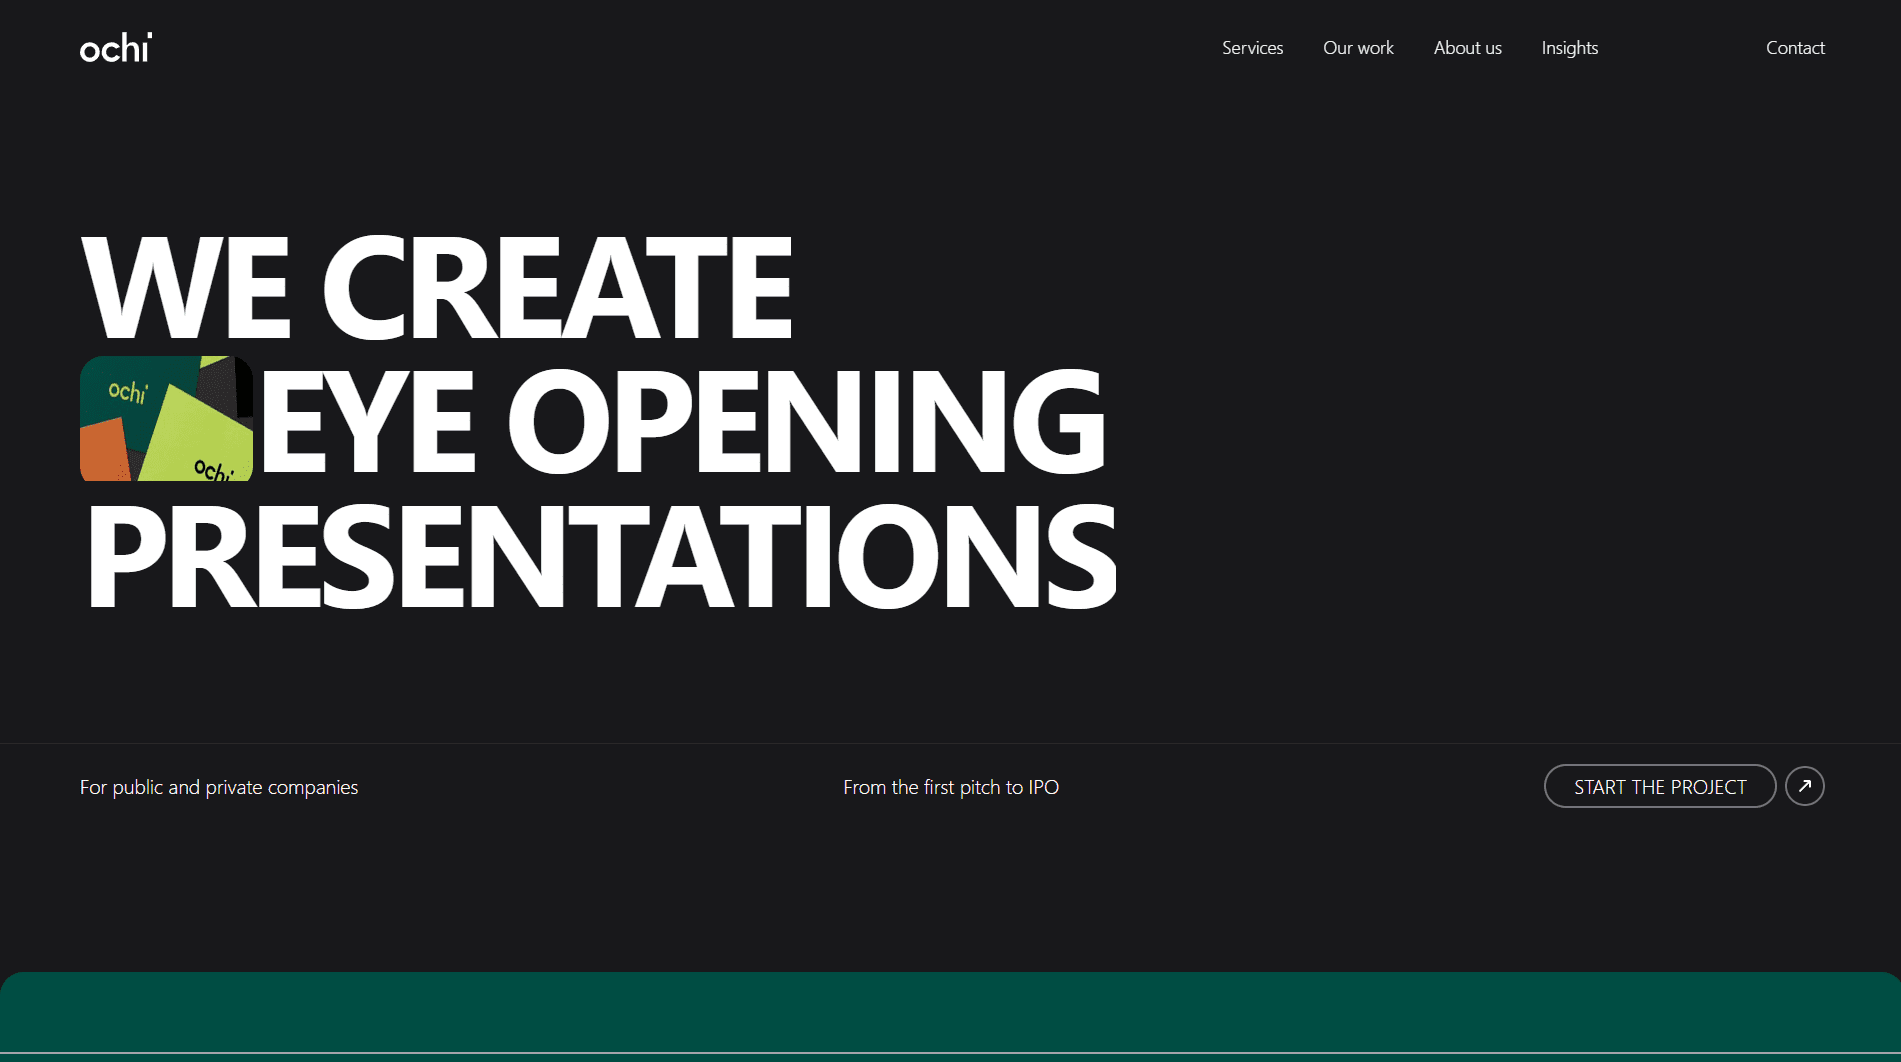 ochi
Services Our work About us Insights Contact
WE CREATE
ochi
ochi
EYE OPENING
PRESENTATIONS
For public and private companies From the first pitch to IPO START THE PROJECT